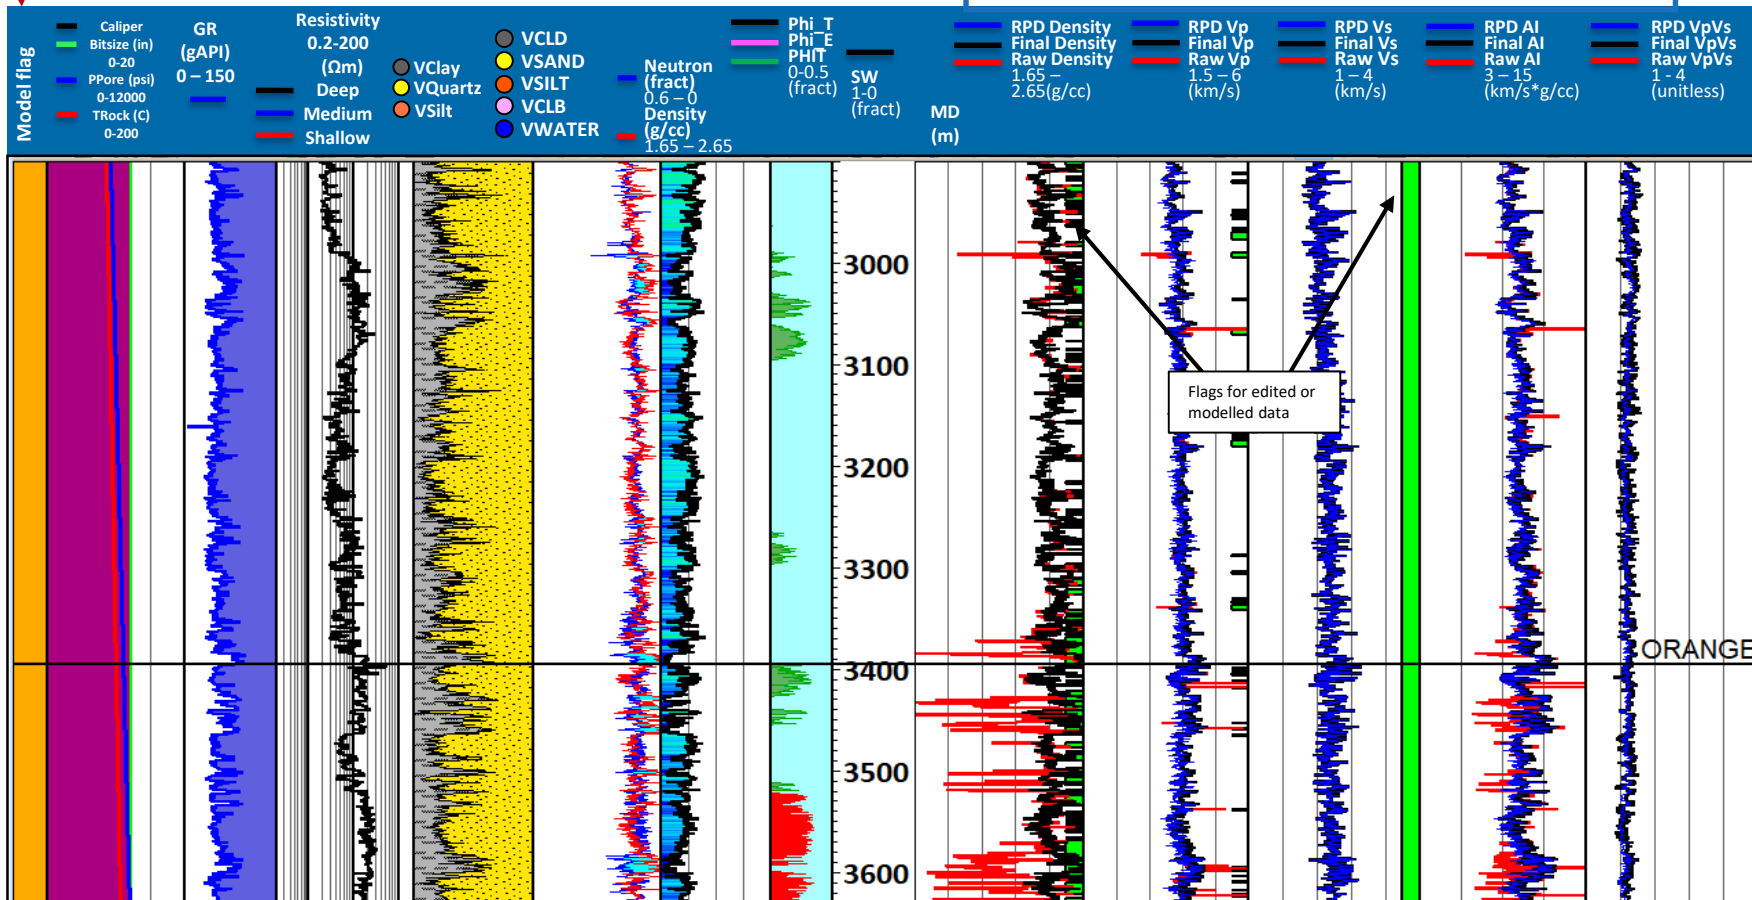 Model flag
Caliper
Bitsize (in)
0-20
PPore (psi)
0-12000
TRock (C)
0-200
GR
(gAPI)
0 – 150
Resistivity
0.2-200
(Ωm)
Deep
Medium
Shallow
VClay
VQuartz
VSilt
VCLD
VSAND
VSILT
VCLB
VWATER
Neutron
(fract)
0.6 – 0
Density
(g/cc)
1.65 – 2.65
Phi_T
Phi_E
PHIT
0-0.5
(fract)
SW
1-0
(fract)
MD
(m)
RPD Density
Final Density
Raw Density
1.65 –
2.65(g/cc)
RPD Vp
Final Vp
Raw Vp
1.5 – 6
(km/s)
RPD Vs
Final Vs
Raw Vs
1 – 4
(km/s)
RPD AI
Final AI
Raw AI
3 – 15
(km/s*g/cc)
RPD VpVs
Final VpVs
Raw VpVs
1 - 4
(unitless)
3000
3100
3200
3300
3400
3500
3600
Flags for edited or
modelled data
ORANGE